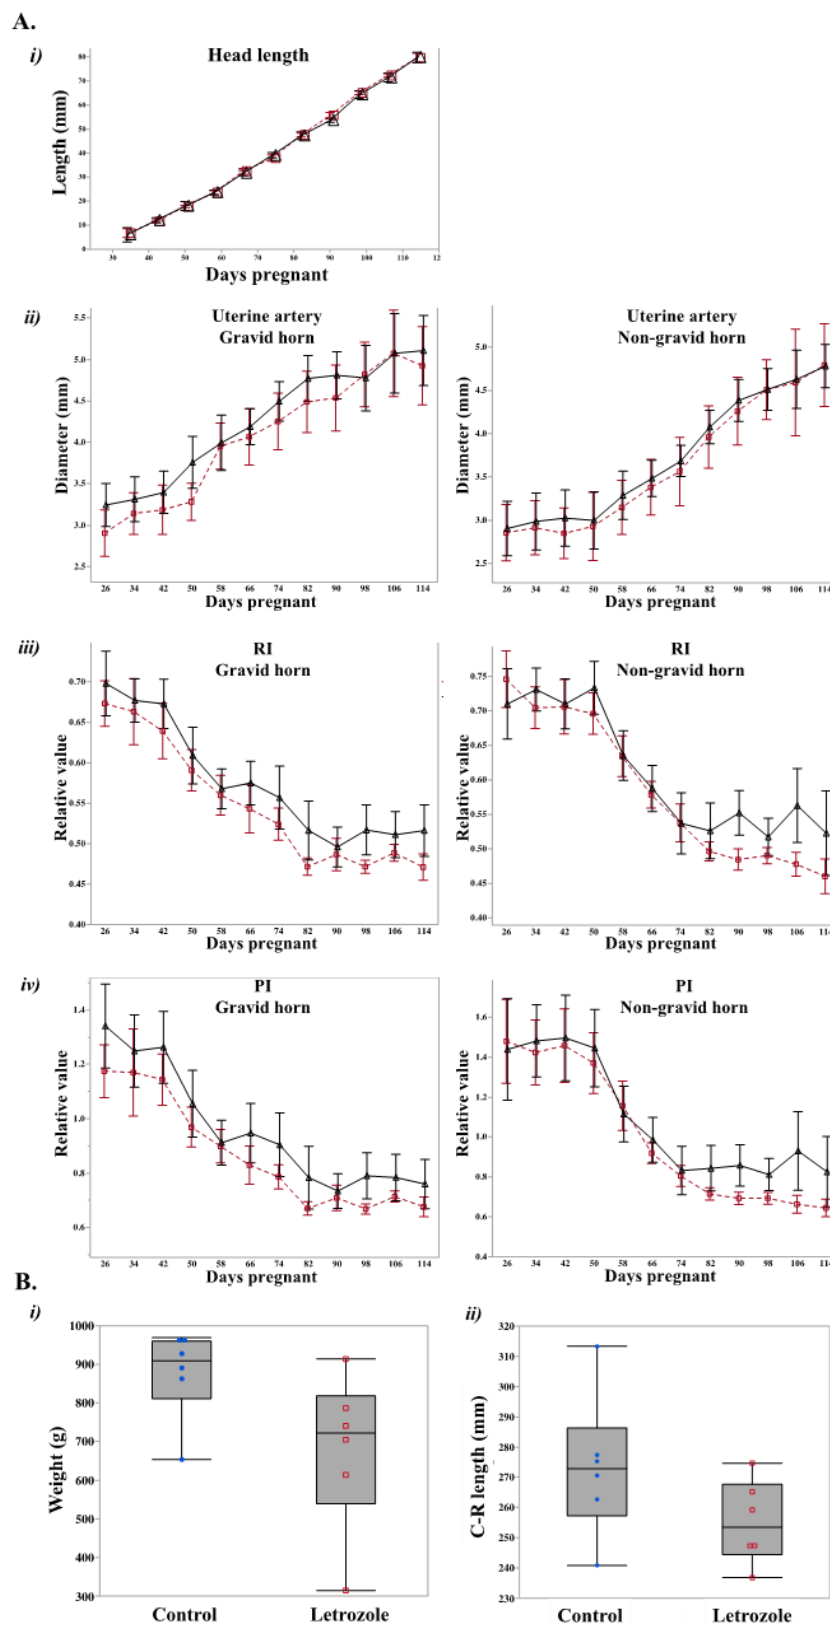 A.
i)
Head length
Length (mm)
80
70
60
50
40
30
20
10
0
30 40 50 60 70 80 90 100 110 12
Days pregnant
ii)
Uterine artery
Gravid horn
Diameter (mm)
5.5
5.0
4.5
4.0
3.5
3.0
2.5
26 34 42 50 58 66 74 82 90 98 106 114
Days pregnant
Uterine artery
Non-gravid horn
Diameter (mm)
5.0
4.5
4.0
3.5
3.0
2.5
26 34 42 50 58 66 74 82 90 98 106 114
Days pregnant
iii)
RI
Gravid horn
Relative value
0.70
0.65
0.60
0.55
0.50
0.45
0.40
26 34 42 50 58 66 74 82 90 98 106 114
Days pregnant
RI
Non-gravid horn
Relative value
0.75
0.70
0.65
0.60
0.55
0.50
0.45
0.40
26 34 42 50 58 66 74 82 90 98 106 114
Days pregnant
iv)
PI
Gravid horn
Relative value
1.4
1.2
1.0
0.8
0.6
26 34 42 50 58 66 74 82 90 98 106 114
Days pregnant
PI
Non-gravid horn
Relative value
1.6
1.4
1.2
1.0
0.8
0.6
0.4
26 34 42 50 58 66 74 82 90 98 106 114
Days pregnant
B.
i)
Weight (g)
1000
900
800
700
600
500
400
300
Control Letrozole
ii)
C-R length (mm)
320
310
300
290
280
270
260
250
240
230
Control Letrozole